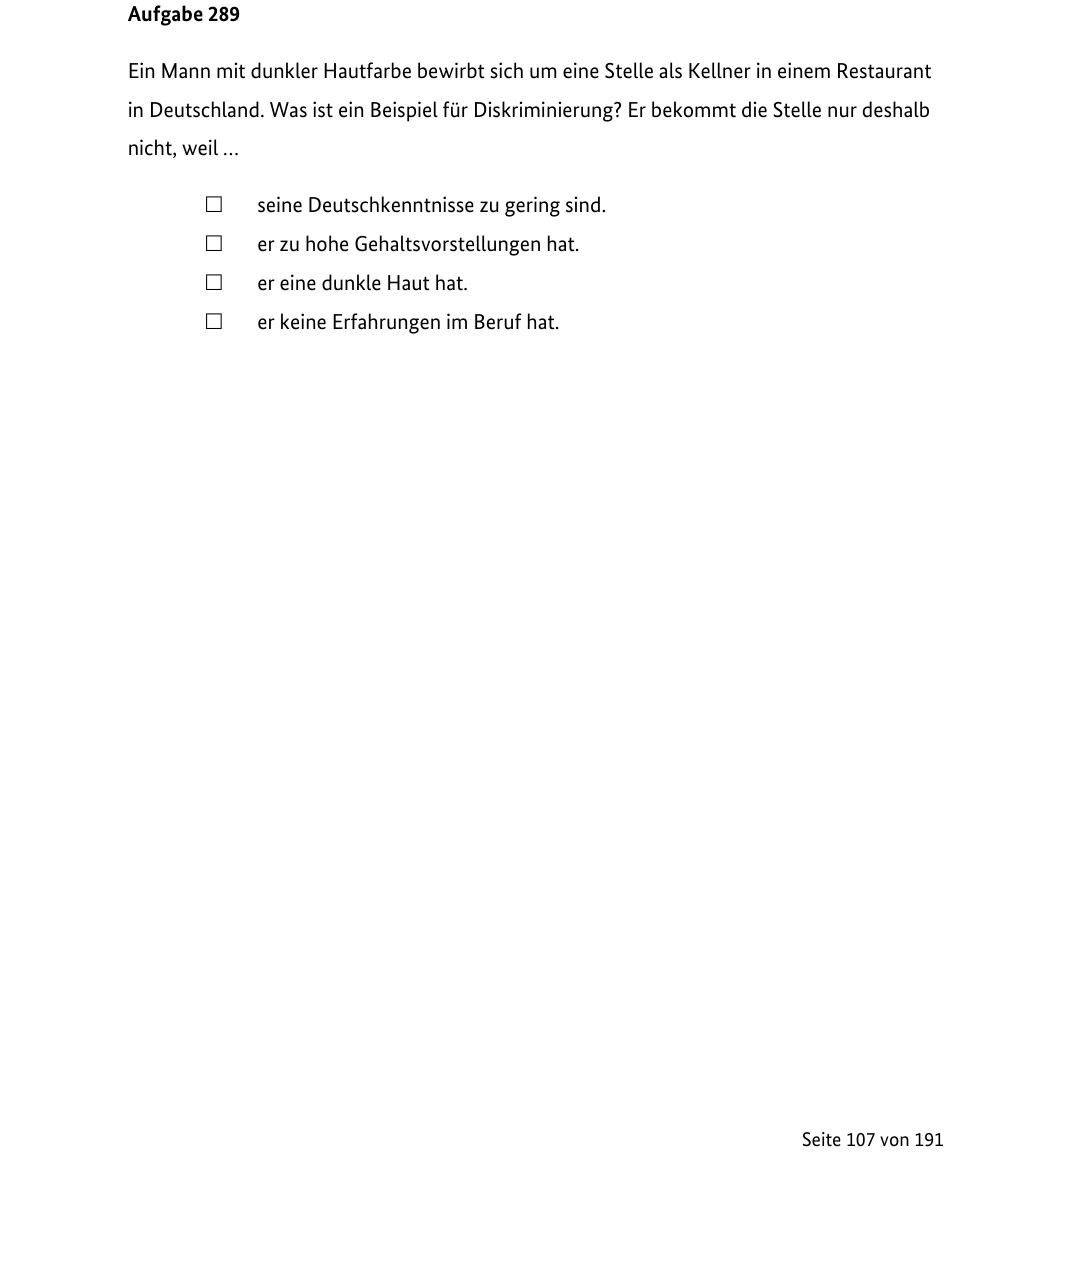 Aufgabe 289
Ein Mann mit dunkler Hautfarbe bewirbt sich um eine Stelle als Kellner in einem Restaurant
in Deutschland. Was ist ein Beispiel für Diskriminierung? Er bekommt die Stelle nur deshalb
nicht, weil …
☐ seine Deutschkenntnisse zu gering sind.
☐ er zu hohe Gehaltsvorstellungen hat.
☐ er eine dunkle Haut hat.
☐ er keine Erfahrungen im Beruf hat.
Seite 107 von 191